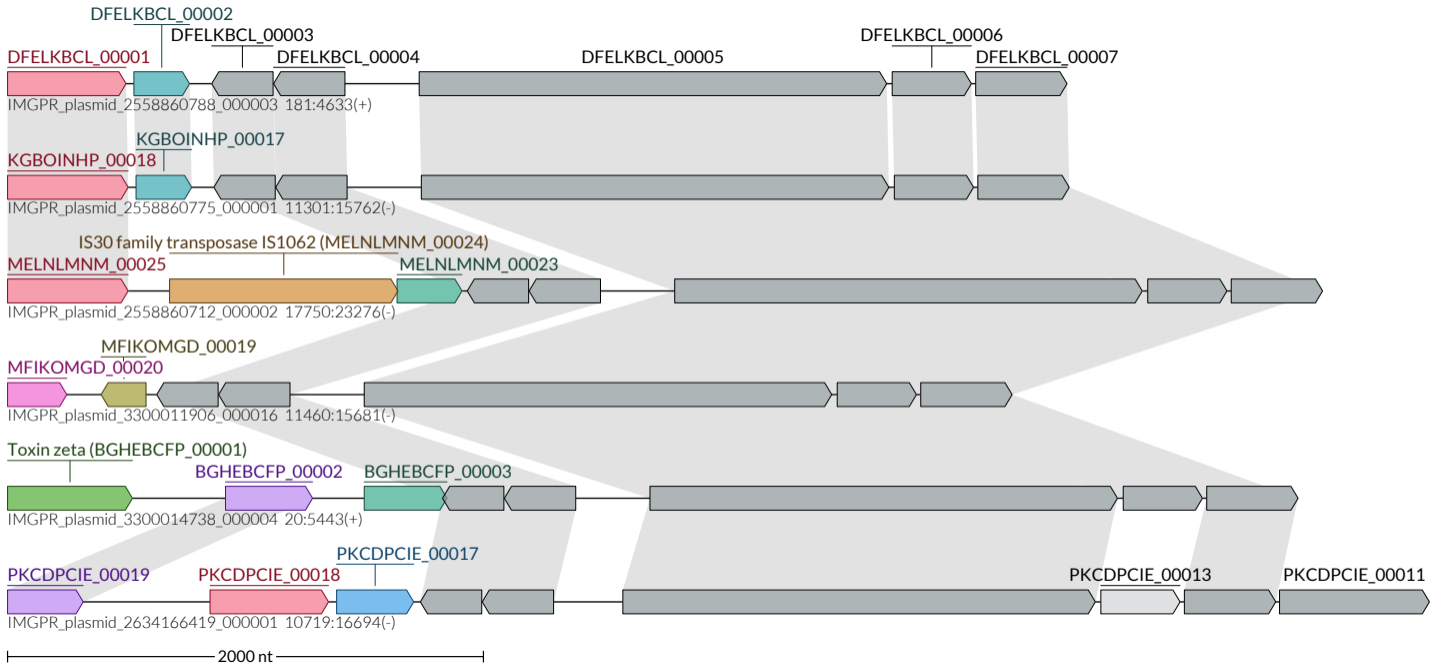 DFELKBCL_00002
DFELKBCL_00003 DFELKBCL_00006
DFELKBCL_00001 DFELKBCL_00004 DFELKBCL_00005 DFELKBCL_00007
IMGPR_plasmid_2558860788_000003 181:4633(+)
KGBOINHP_00017
KGBOINHP_00018
IMGPR_plasmid_2558860775_000001 11301:15762(-)
IS30 family transposase IS1062 (MELNLMNM_00024)
MELNLMNM_00025 MELNLMNM_00023
IMGPR_plasmid_2558860712_000002 17750:23276(-)
MFIKOMGD_00019
MFIKOMGD_00020
IMGPR_plasmid_3300011906_000016 11460:15681(-)
Toxin zeta (BGHEBCFP_00001)
BGHEBCFP_00002 BGHEBCFP_00003
IMGPR_plasmid_3300014738_000004 20:5443(+)
PKCDPCIE_00017
PKCDPCIE_00019 PKCDPCIE_00018 PKCDPCIE_00013 PKCDPCIE_00011
IMGPR_plasmid_2634166419_000001 10719:16694(-)
2000 nt